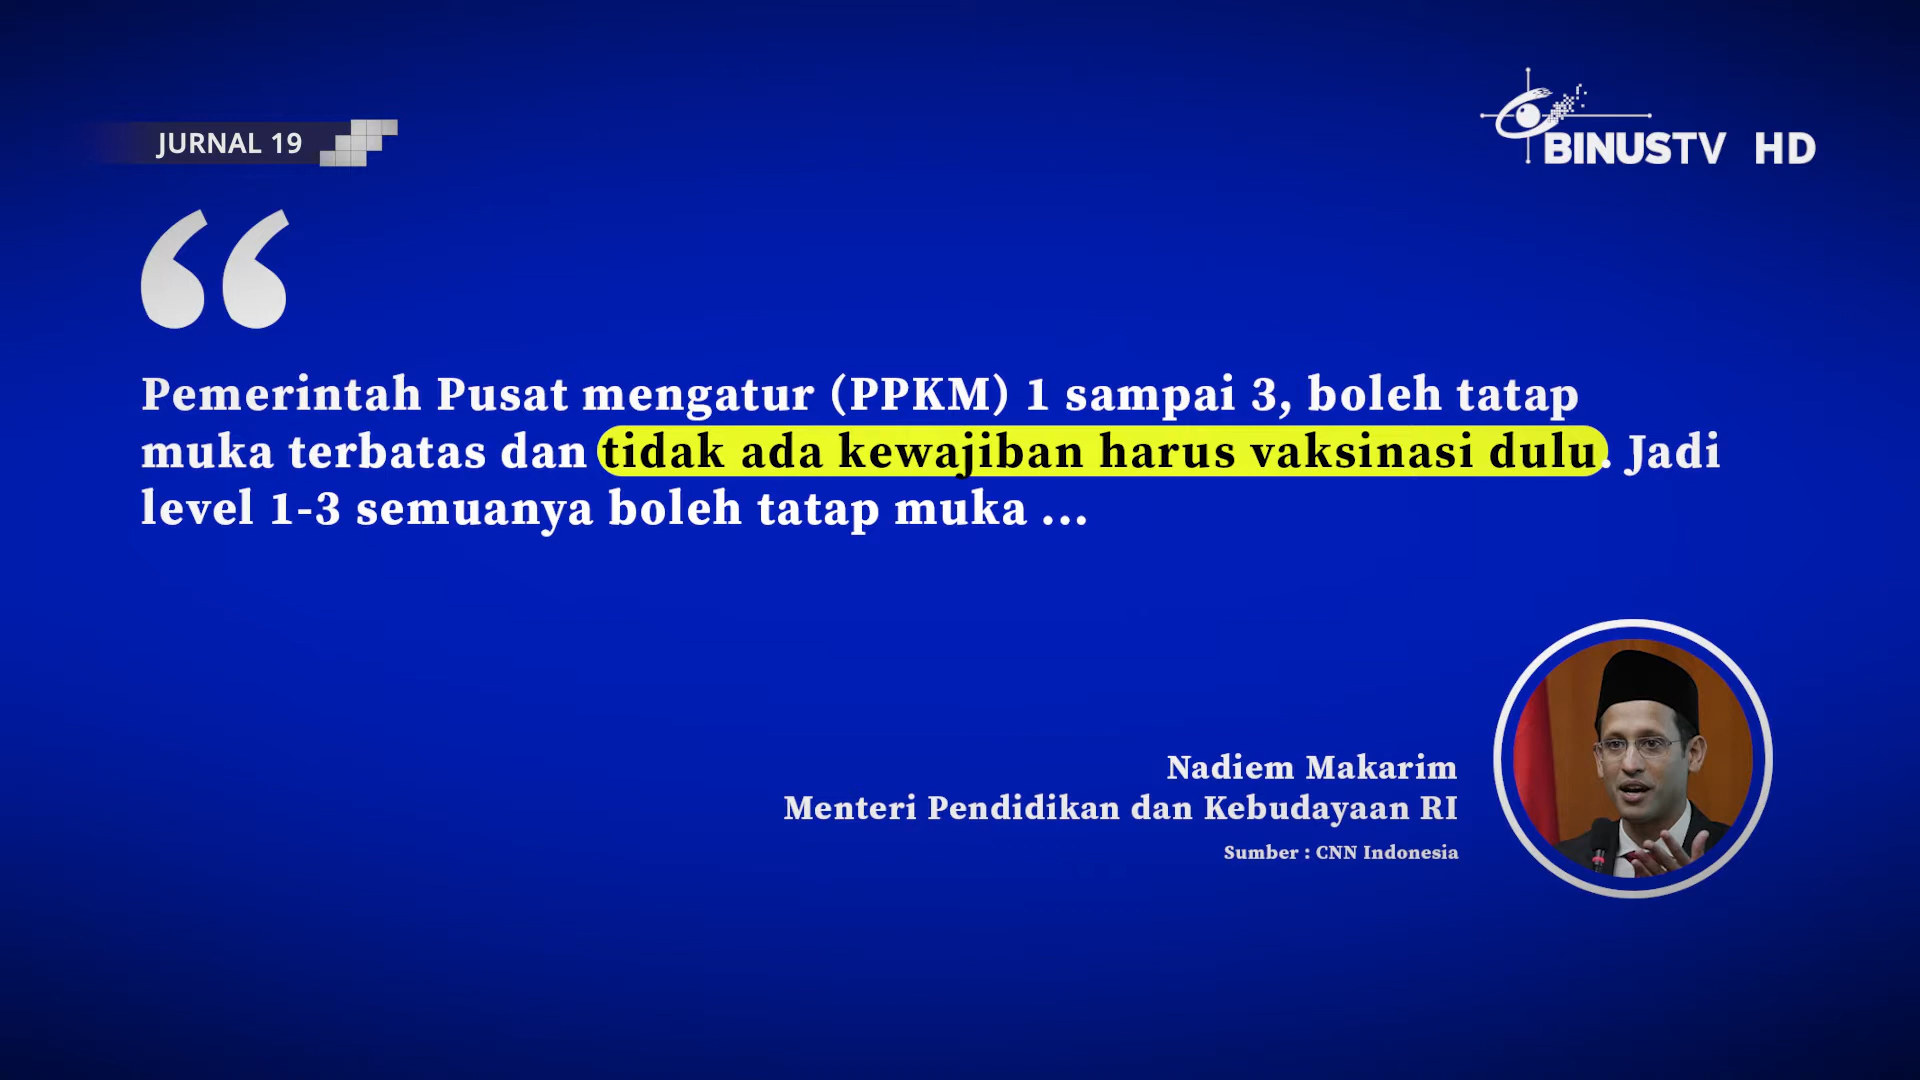 JURNAL 19
BINUSTV HD
“
Pemerintah Pusat mengatur (PPKM) 1 sampai 3, boleh tatap
muka terbatas dan tidak ada kewajiban harus vaksinasi dulu. Jadi
level 1-3 semuanya boleh tatap muka ...
Nadiem Makarim
Menteri Pendidikan dan Kebudayaan RI
Sumber : CNN Indonesia